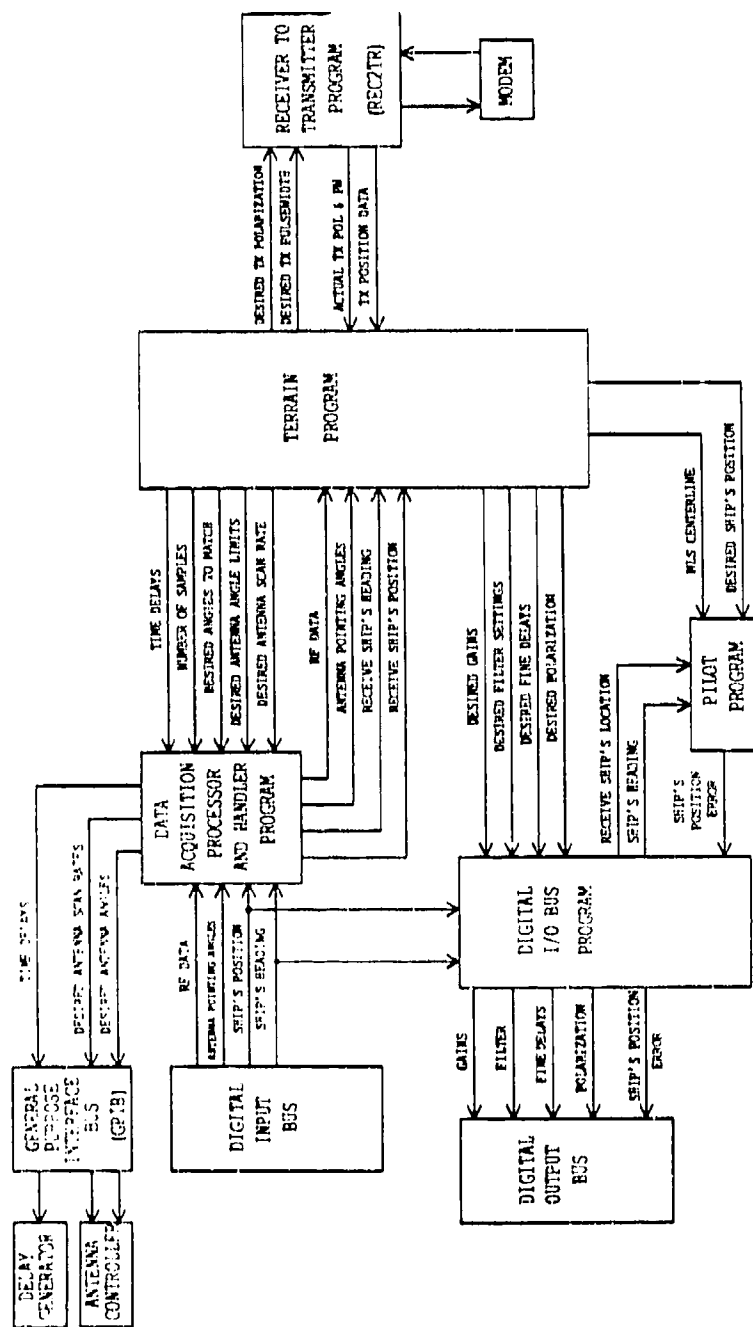 DELAY
GENERATOR
ANTENNA
CONTROLLER
GENERAL
PURPOSE
INTERFACE
BUS
(GPIB)
TIME DELAYS
DESIRED ANTENNA SCAN RATES
DESIRED ANTENNA ANGLES
DIGITAL
INPUT
BUS
RF DATA
ANTENNA POINTING ANGLES
SHIP'S POSITION
SHIP'S HEADING
DATA
ACQUISITION
PROCESSOR
AND HANDLER
PROGRAM
TIME DELAYS
NUMBER OF SAMPLES
DESIRED ANGLES TO MATCH
DESIRED ANTENNA ANGLE LIMITS
DESIRED ANTENNA SCAN RATE
RF DATA
ANTENNA POINTING ANGLES
RECEIVE SHIP'S HEADING
RECEIVE SHIP'S POSITION
TERRAIN
PROGRAM
DESIRED TX POLARIZATION
DESIRED TX PULSEWIDTH
ACTUAL TX POL & PW
TX POSITION DATA
RECEIVER TO
TRANSMITTER
PROGRAM
(REC2TR)
MODEM
DIGITAL
OUTPUT
BUS
GAINS
FILTER
FINE DELAYS
POLARIZATION
SHIP'S POSITION
ERROR
DIGITAL
I/O BUS
PROGRAM
DESIRED GAINS
DESIRED FILTER SETTINGS
DESIRED FINE DELAYS
DESIRED POLARIZATION
RECEIVE SHIP'S LOCATION
SHIP'S HEADING
SHIP'S
POSITION
ERROR
PILOT
PROGRAM
MLS CENTERLINE
DESIRED SHIP'S POSITION